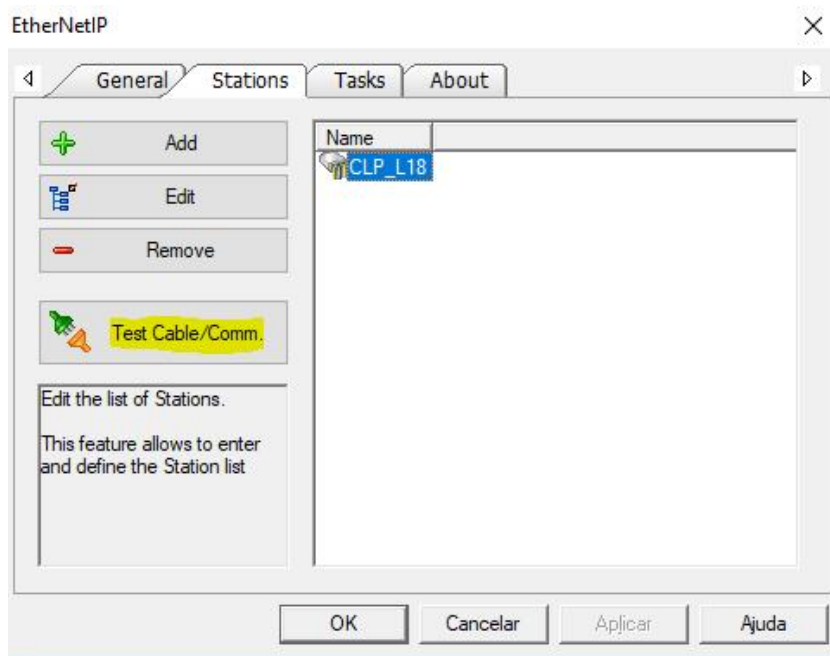 EtherNetIP
General
Stations
Tasks
About
Add
Edit
Remove
Test Cable/Comm.
Edit the list of Stations.
This feature allows to enter
and define the Station list
Name
CLP_L18
OK
Cancelar
Aplicar
Ajuda